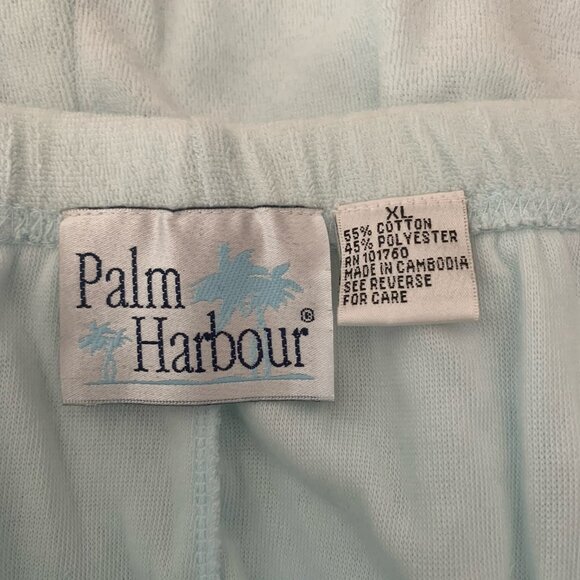 Palm
Harbour®
XL
55% COTTON
45% POLYESTER
RN 101760
MADE IN CAMBODIA
SEE REVERSE
FOR CARE